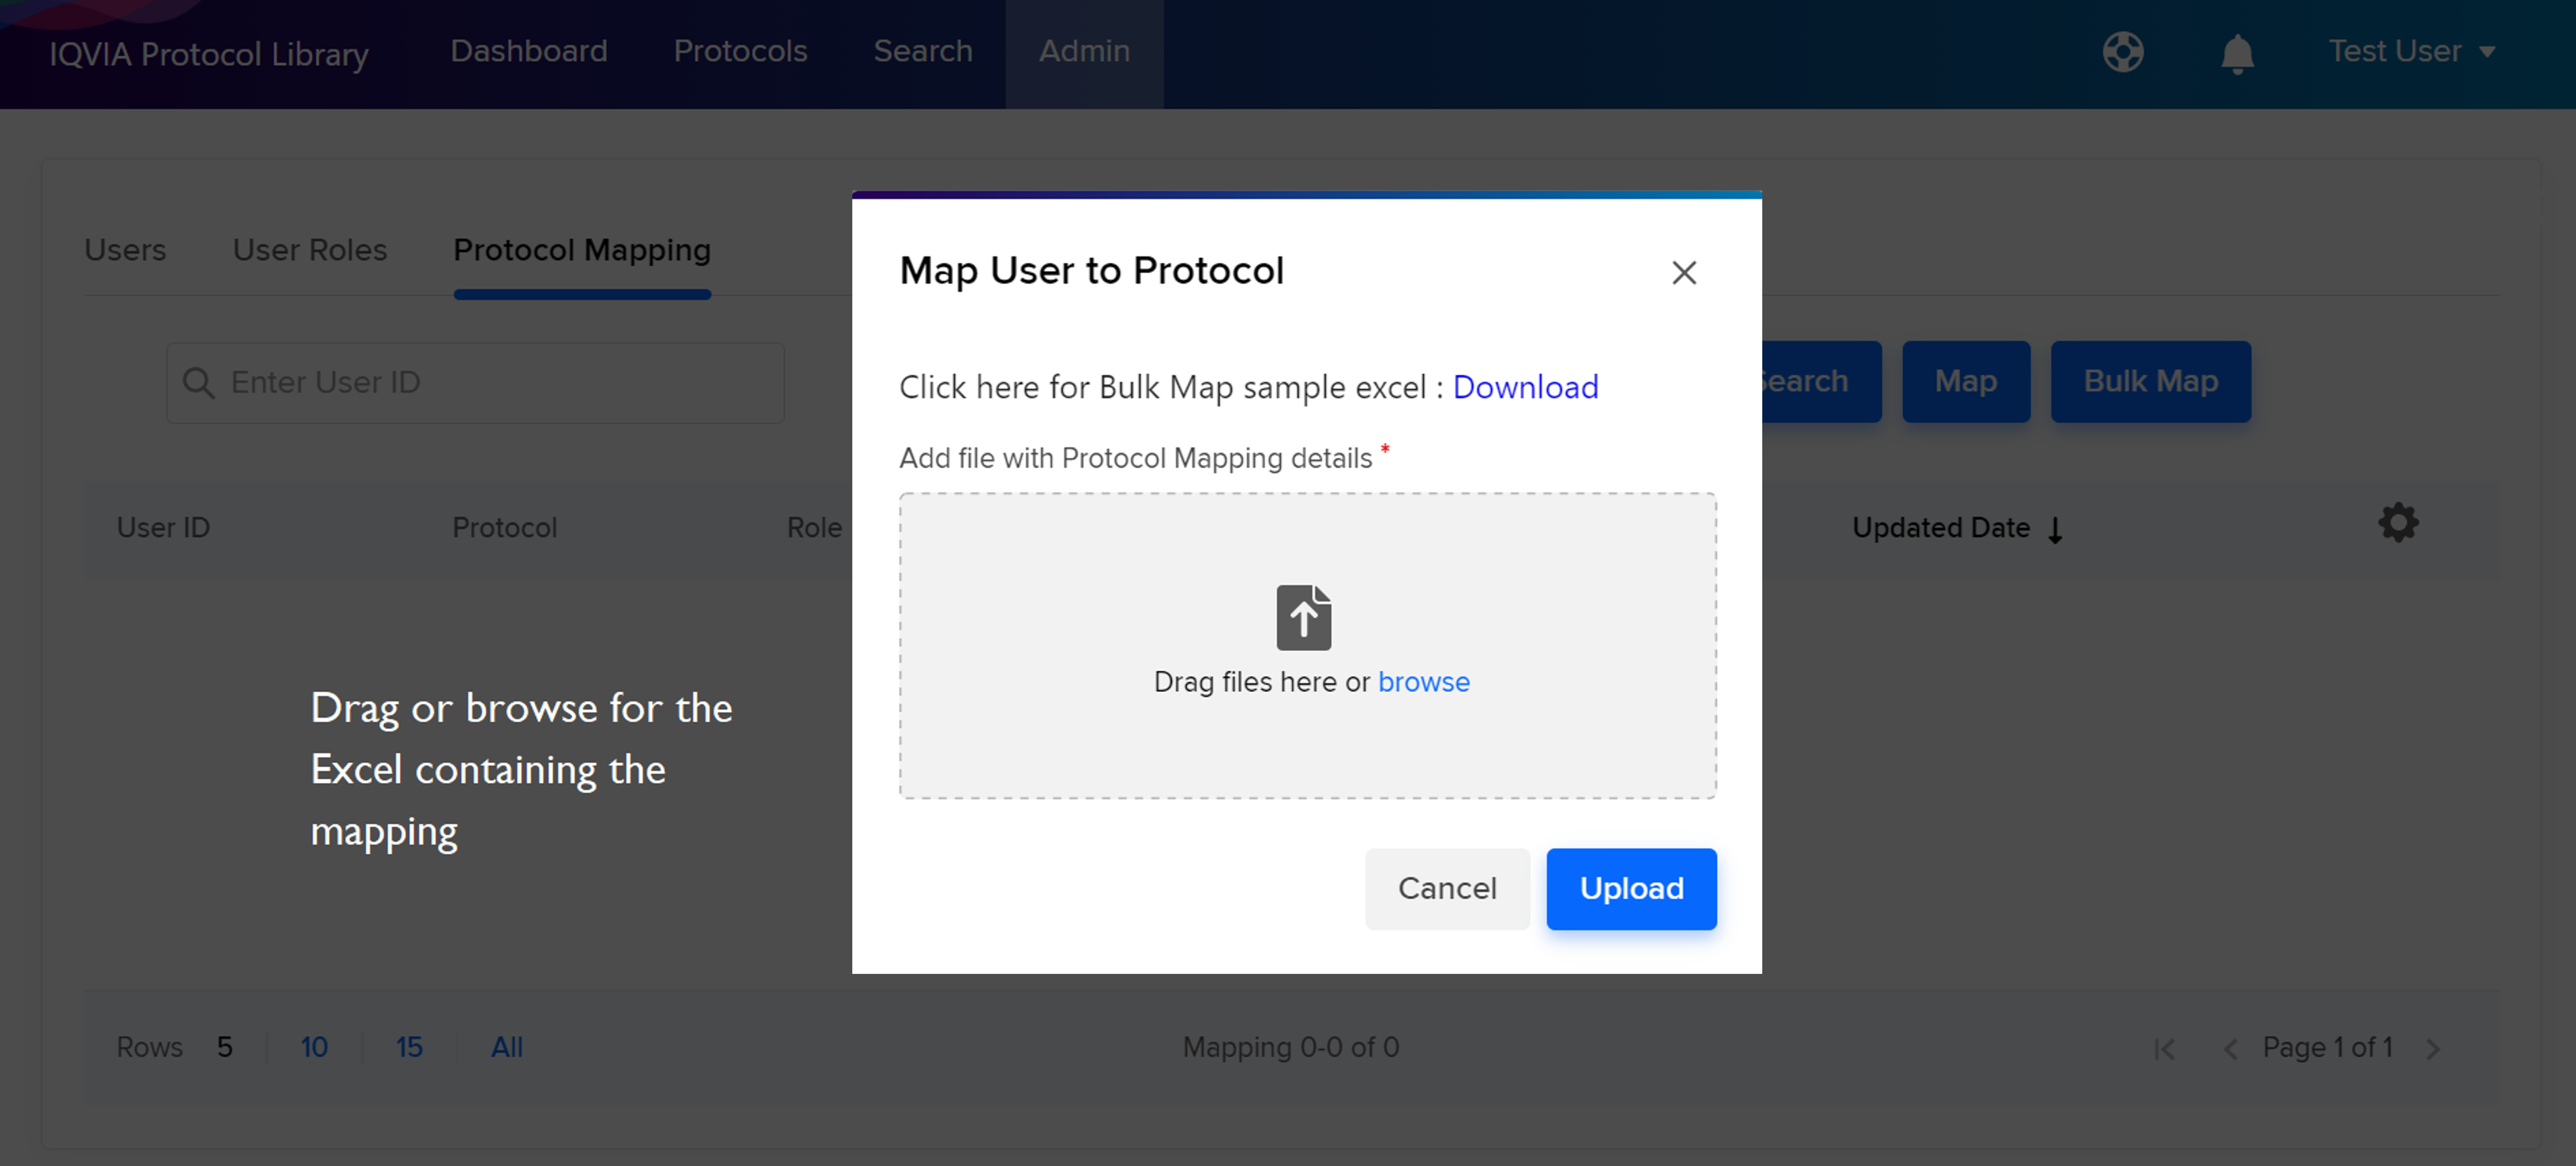 IQVIA Protocol Library
Dashboard
Protocols
Search
Admin
Test User
Users
User Roles
Protocol Mapping
Enter User ID
Search
Map
Bulk Map
User ID
Protocol
Role
Updated Date
Map User to Protocol
Click here for Bulk Map sample excel : Download
Add file with Protocol Mapping details *
Drag files here or browse
Cancel
Upload
Drag or browse for the
Excel containing the
mapping
Rows 5 10 15 All
Mapping 0-0 of 0
Page 1 of 1